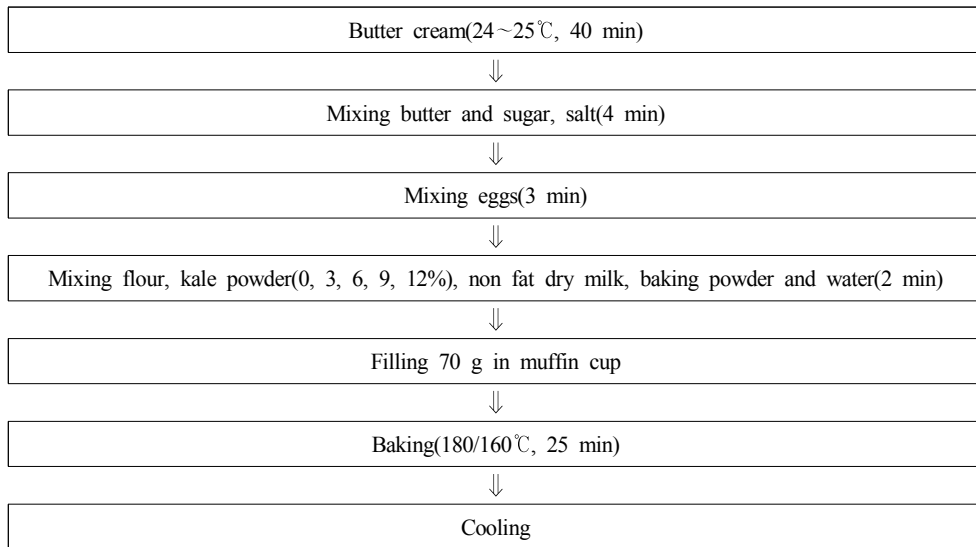 Butter cream(24~25℃, 40 min)
⇓
Mixing butter and sugar, salt(4 min)
⇓
Mixing eggs(3 min)
⇓
Mixing flour, kale powder(0, 3, 6, 9, 12%), non fat dry milk, baking powder and water(2 min)
⇓
Filling 70 g in muffin cup
⇓
Baking(180/160℃, 25 min)
⇓
Cooling